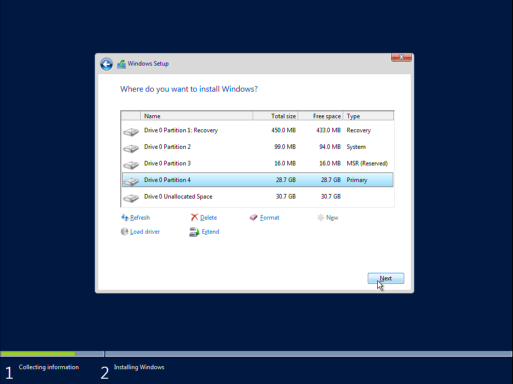 Windows Setup
Where do you want to install Windows?
Name Total size Free space Type
Drive 0 Partition 1: Recovery 450.0 MB 433.0 MB Recovery
Drive 0 Partition 2 99.0 MB 94.0 MB System
Drive 0 Partition 3 16.0 MB 16.0 MB MSR (Reserved)
Drive 0 Partition 4 28.7 GB 28.7 GB Primary
Drive 0 Unallocated Space 30.7 GB 30.7 GB
Refresh Delete Format New
Load driver Extend
Next
1 Collecting information 2 Installing Windows